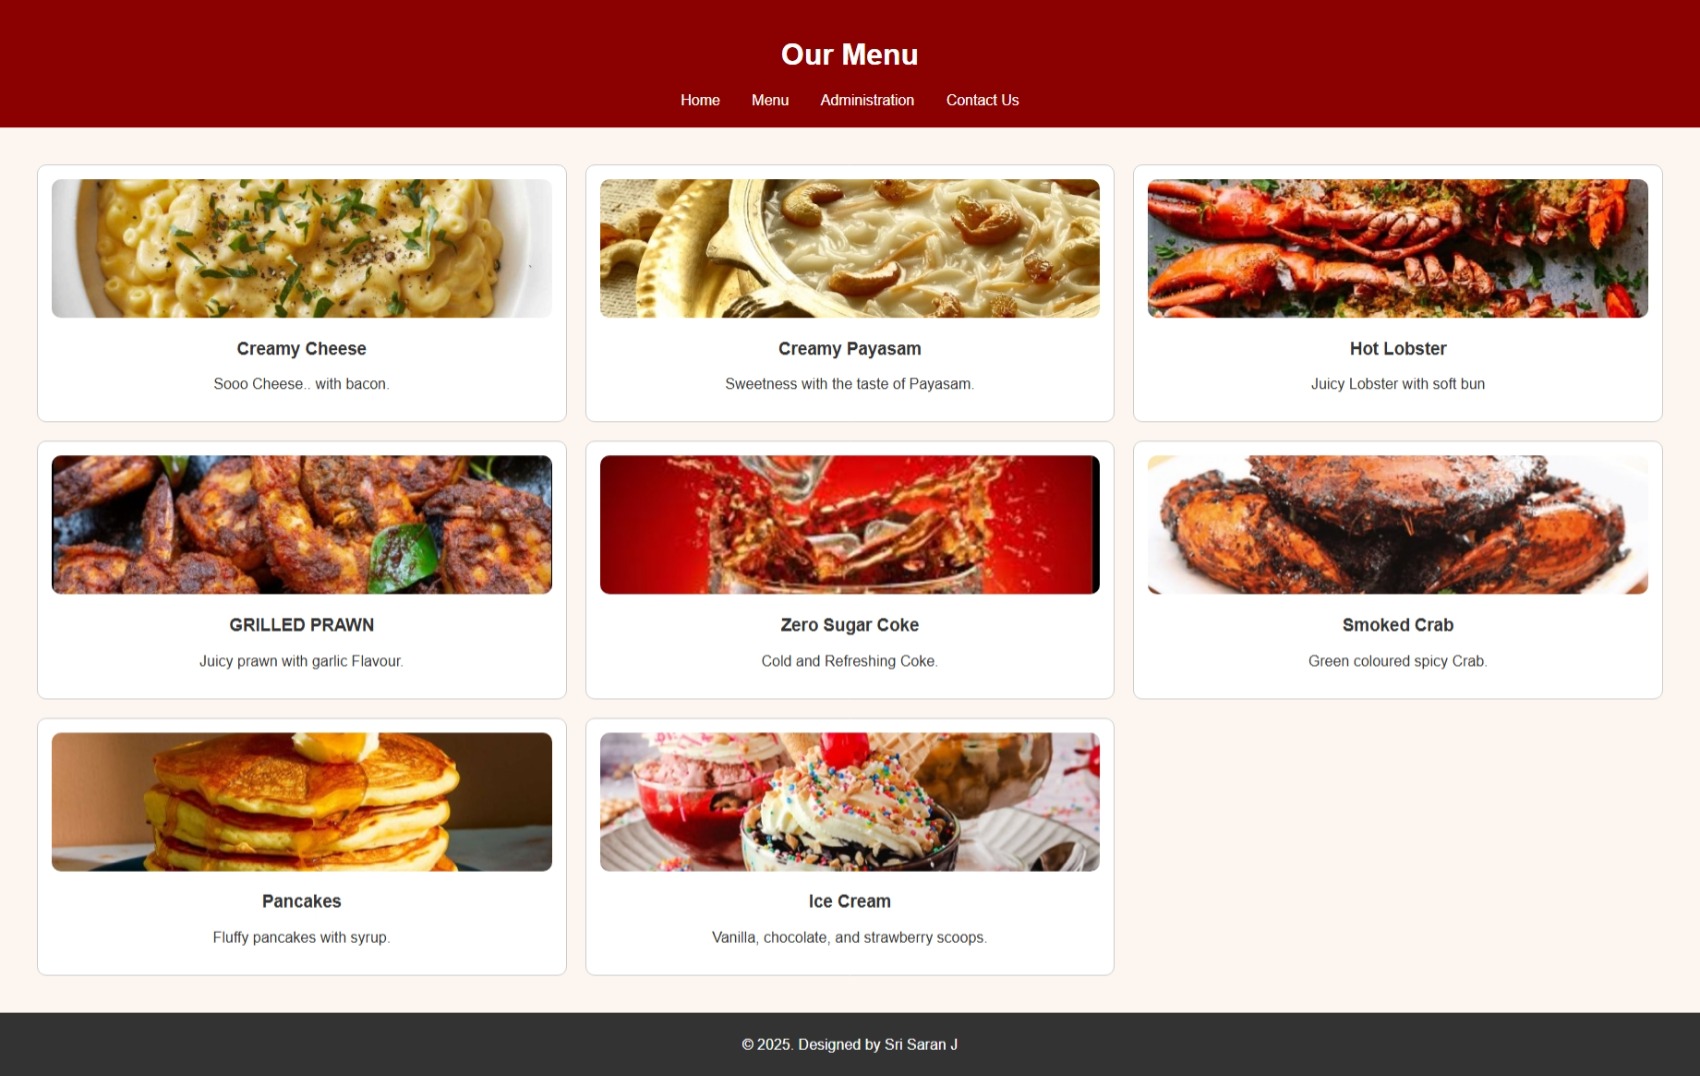 Our Menu
Home Menu Administration Contact Us
Creamy Cheese
Sooo Cheese.. with bacon.
Creamy Payasam
Sweetness with the taste of Payasam.
Hot Lobster
Juicy Lobster with soft bun
GRILLED PRAWN
Juicy prawn with garlic Flavour.
Zero Sugar Coke
Cold and Refreshing Coke.
Smoked Crab
Green coloured spicy Crab.
Pancakes
Fluffy pancakes with syrup.
Ice Cream
Vanilla, chocolate, and strawberry scoops.
© 2025. Designed by Sri Saran J